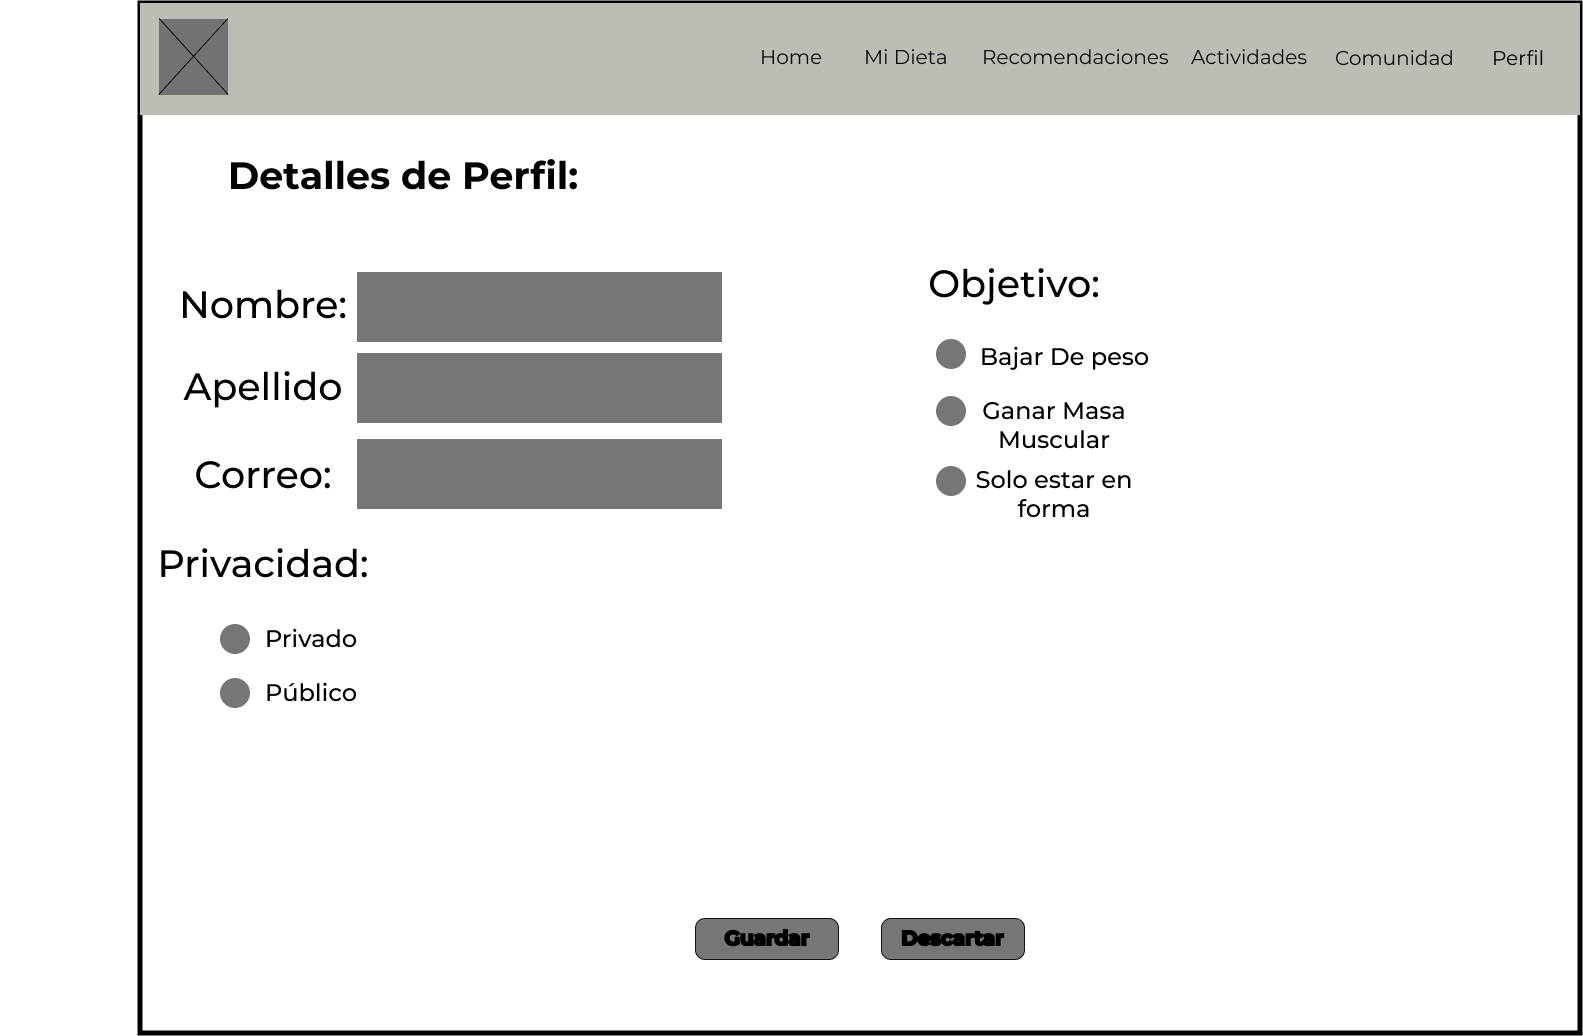 Home Mi Dieta Recomendaciones Actividades Comunidad Perfil
Detalles de Perfil:
Nombre:
Apellido
Correo:
Privacidad:
Privado
Público
Objetivo:
Bajar De peso
Ganar Masa
Muscular
Solo estar en
forma
Guardar Descartar